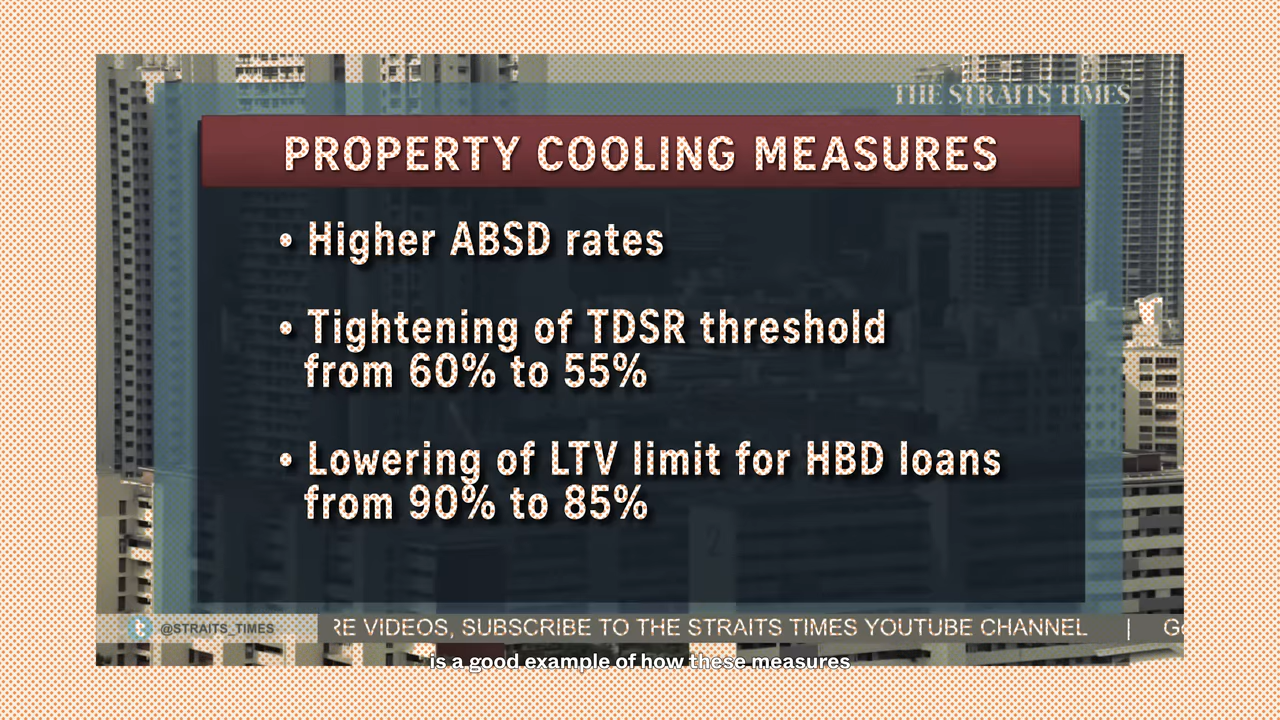 THE STRAITS TIMES
PROPERTY COOLING MEASURES
• Higher ABSD rates
• Tightening of TDSR threshold
from 60% to 55%
• Lowering of LTV limit for HBD loans
from 90% to 85%
2
@STRAITS_TIMES
RE VIDEOS, SUBSCRIBE TO THE STRAITS TIMES YOUTUBE CHANNEL | G
is a good example of how these measures